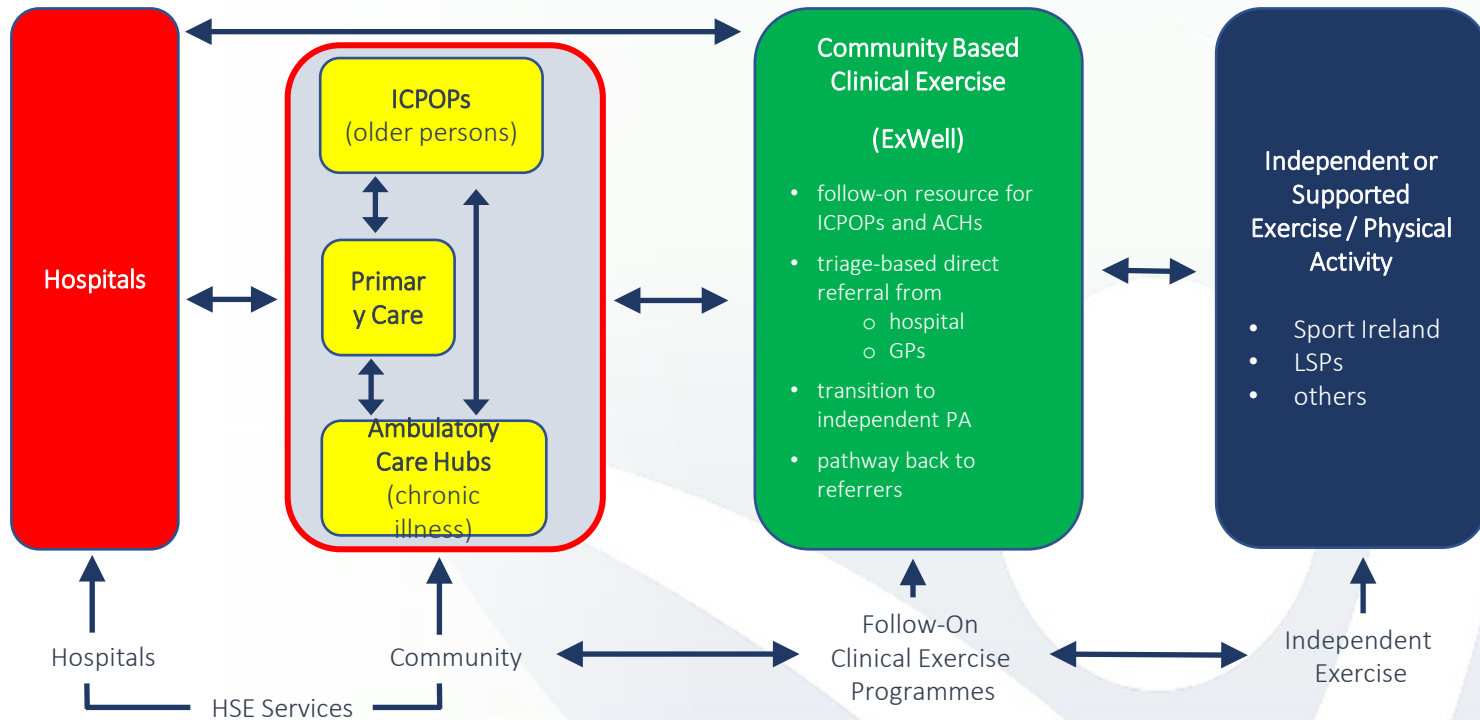 Hospitals
ICPOPs
(older persons)
Primar
y Care
Ambulatory
Care Hubs
(chronic
illness)
Community Based
Clinical Exercise
(ExWell)
• follow-on resource for
ICPOPs and ACHs
• triage-based direct
referral from
o hospital
o GPs
• transition to
independent PA
• pathway back to
referrers
Independent or
Supported
Exercise / Physical
Activity
• Sport Ireland
• LSPs
• others
Hospitals
Community
HSE Services
Follow-On
Clinical Exercise
Programmes
Independent
Exercise